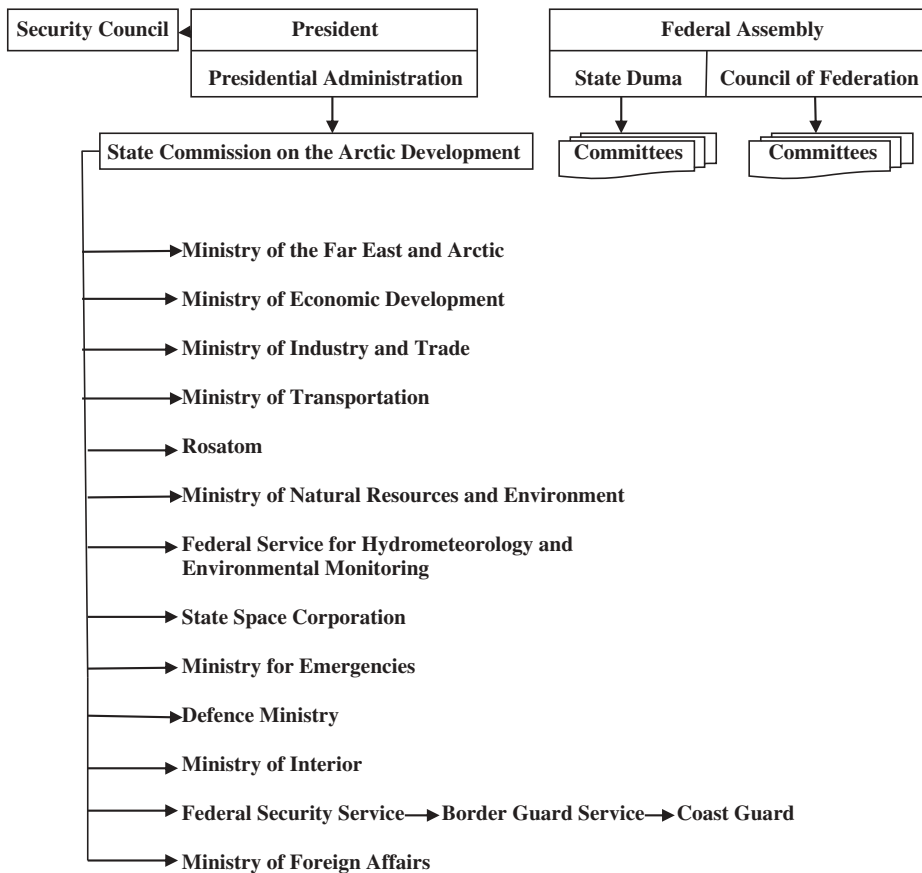 Security Council
President
Federal Assembly
Presidential Administration
State Duma
Council of Federation
State Commission on the Arctic Development
Committees
Committees
Ministry of the Far East and Arctic
Ministry of Economic Development
Ministry of Industry and Trade
Ministry of Transportation
Rosatom
Ministry of Natural Resources and Environment
Federal Service for Hydrometeorology and
Environmental Monitoring
State Space Corporation
Ministry for Emergencies
Defence Ministry
Ministry of Interior
Federal Security Service
Border Guard Service
Coast Guard
Ministry of Foreign Affairs